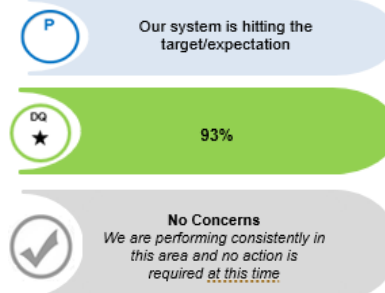 P
Our system is hitting the
target/expectation
DQ
93%
No Concerns
We are performing consistently in
this area and no action is
required at this time